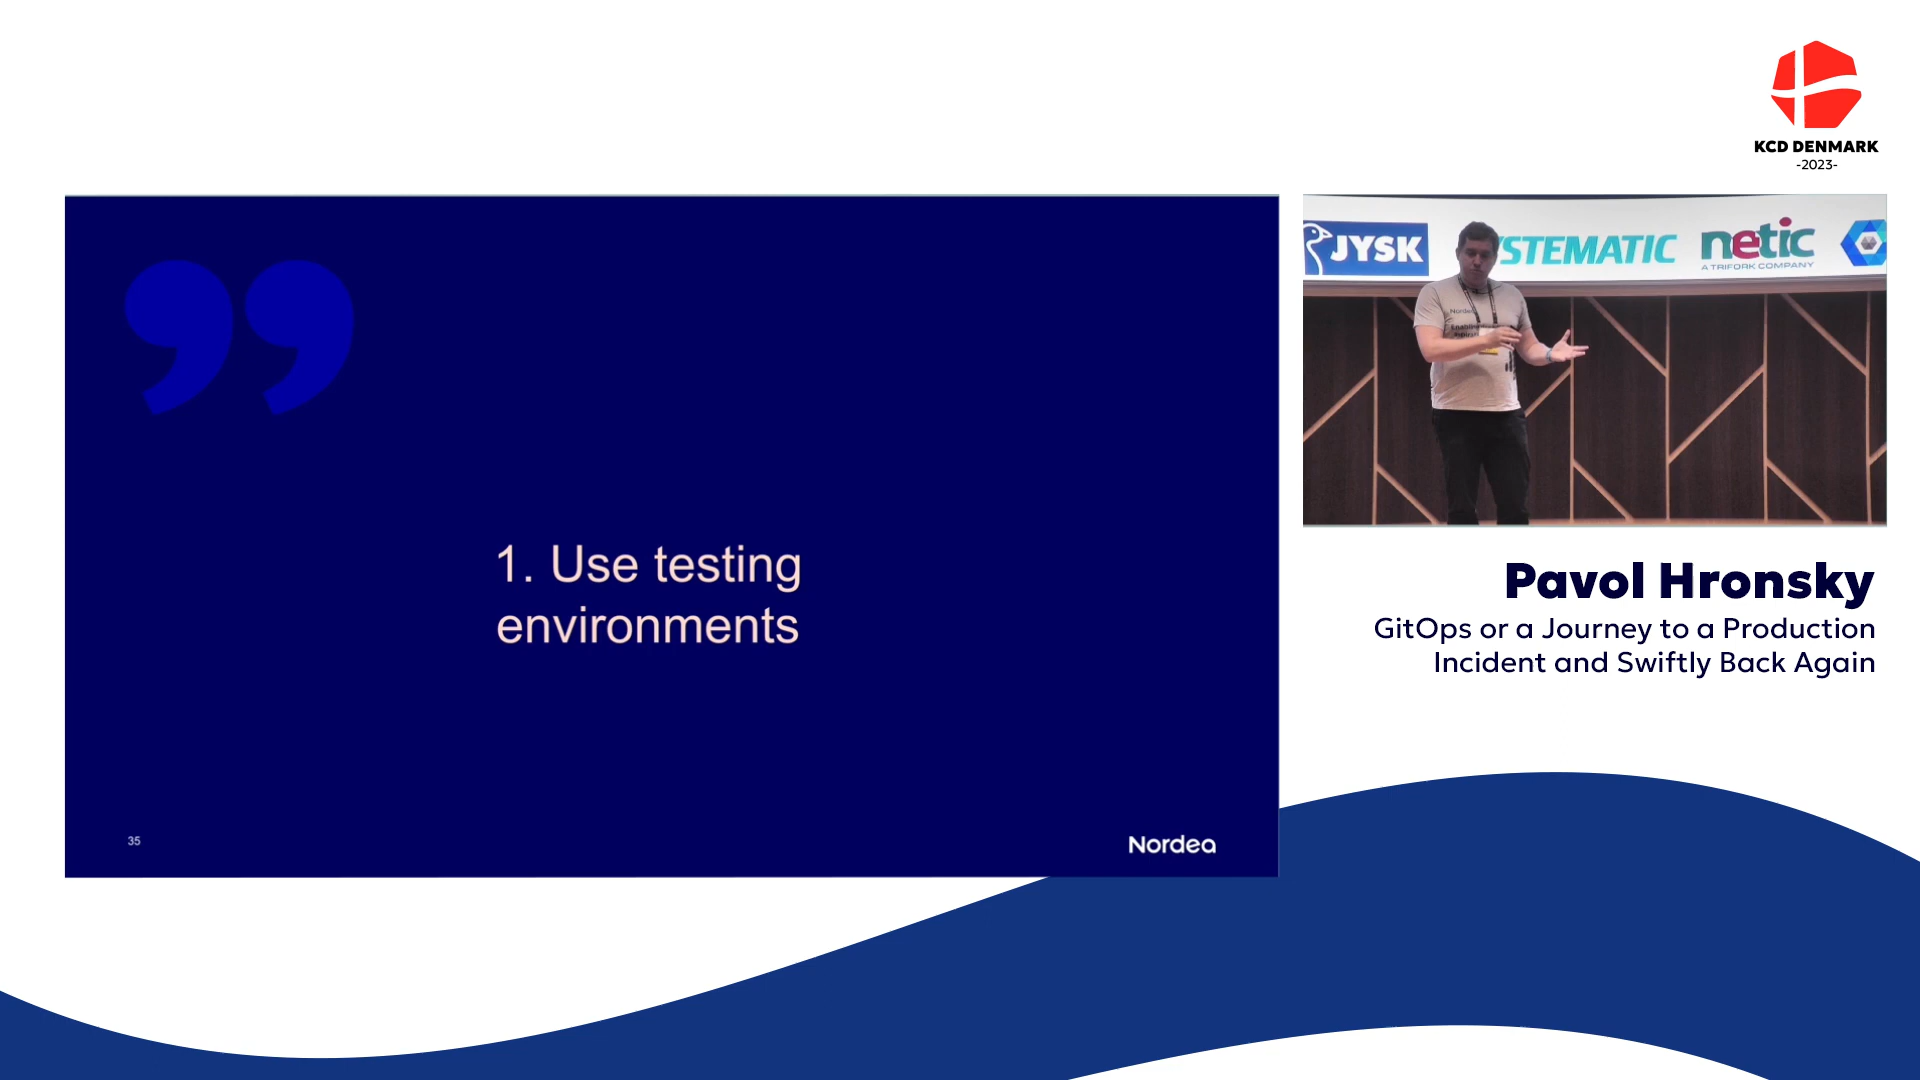 KCD DENMARK
-2023-
1. Use testing
environments
35
Nordea
JYSK
YSTEMATIC
netic
A TRIFORK COMPANY
Pavol Hronsky
GitOps or a Journey to a Production
Incident and Swiftly Back Again